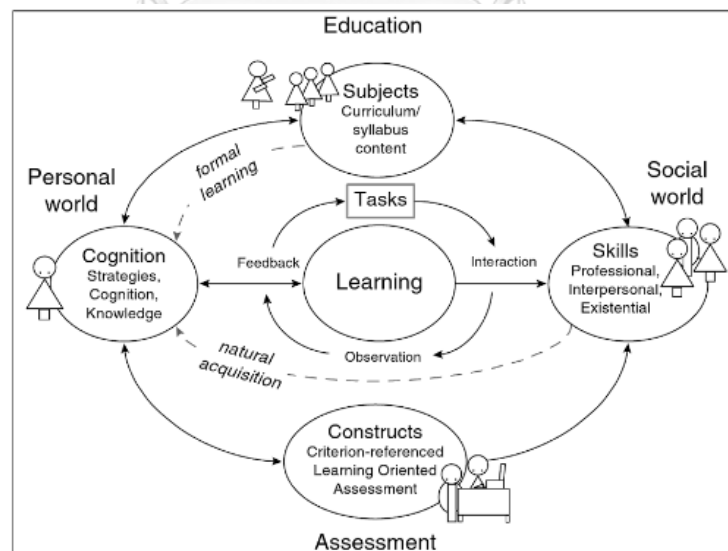 Education
Subjects
Curriculum/
syllabus
content
formal
learning
Personal
world
Social
world
Tasks
Cognition
Strategies,
Cognition,
Knowledge
Feedback
Learning
Interaction
Skills
Professional,
Interpersonal,
Existential
Observation
natural
acquisition
Constructs
Criterion-referenced
Learning Oriented
Assessment
Assessment